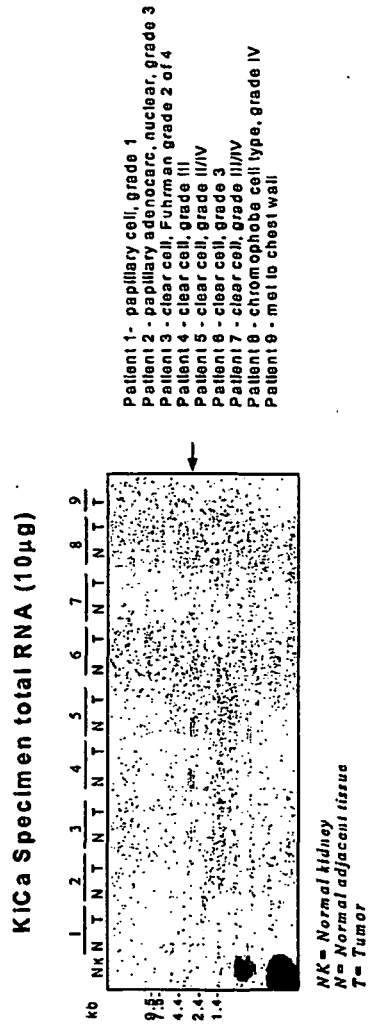 KiCa Specimen total RNA (10µg)
1 2 3 4 5 6 7 8 9
NK N T N T N T N T N T N T N T N T T
kb
9.5-
4.4-
2.4-
1.4-
NK= Normal kidney
N= Normal adjacent tissue
T= Tumor
Patient 1- papillary cell, grade 1
Patient 2 - papillary adenocarc, nuclear, grade 3
Patient 3 - clear cell, Fuhrman grade 2 of 4
Patient 4 - clear cell, grade III
Patient 5 - clear cell, grade II/IV
Patient 6 - clear cell, grade 3
Patient 7 - clear cell, grade III/IV
Patient 8 - chromophobe cell type, grade IV
Patient 9 - met to chest wall